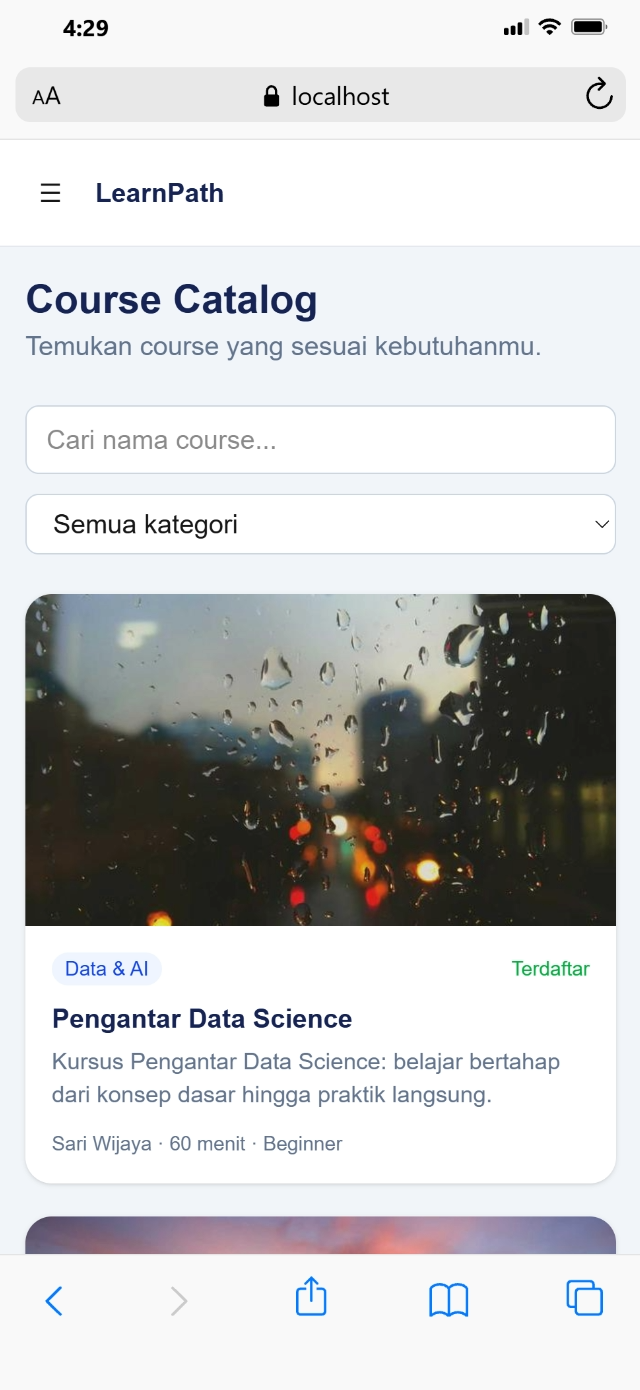 4:29
AA
localhost
☰ LearnPath
Course Catalog
Temukan course yang sesuai kebutuhanmu.
Cari nama course...
Semua kategori
Data & AI
Terdaftar
Pengantar Data Science
Kursus Pengantar Data Science: belajar bertahap
dari konsep dasar hingga praktik langsung.
Sari Wijaya · 60 menit · Beginner